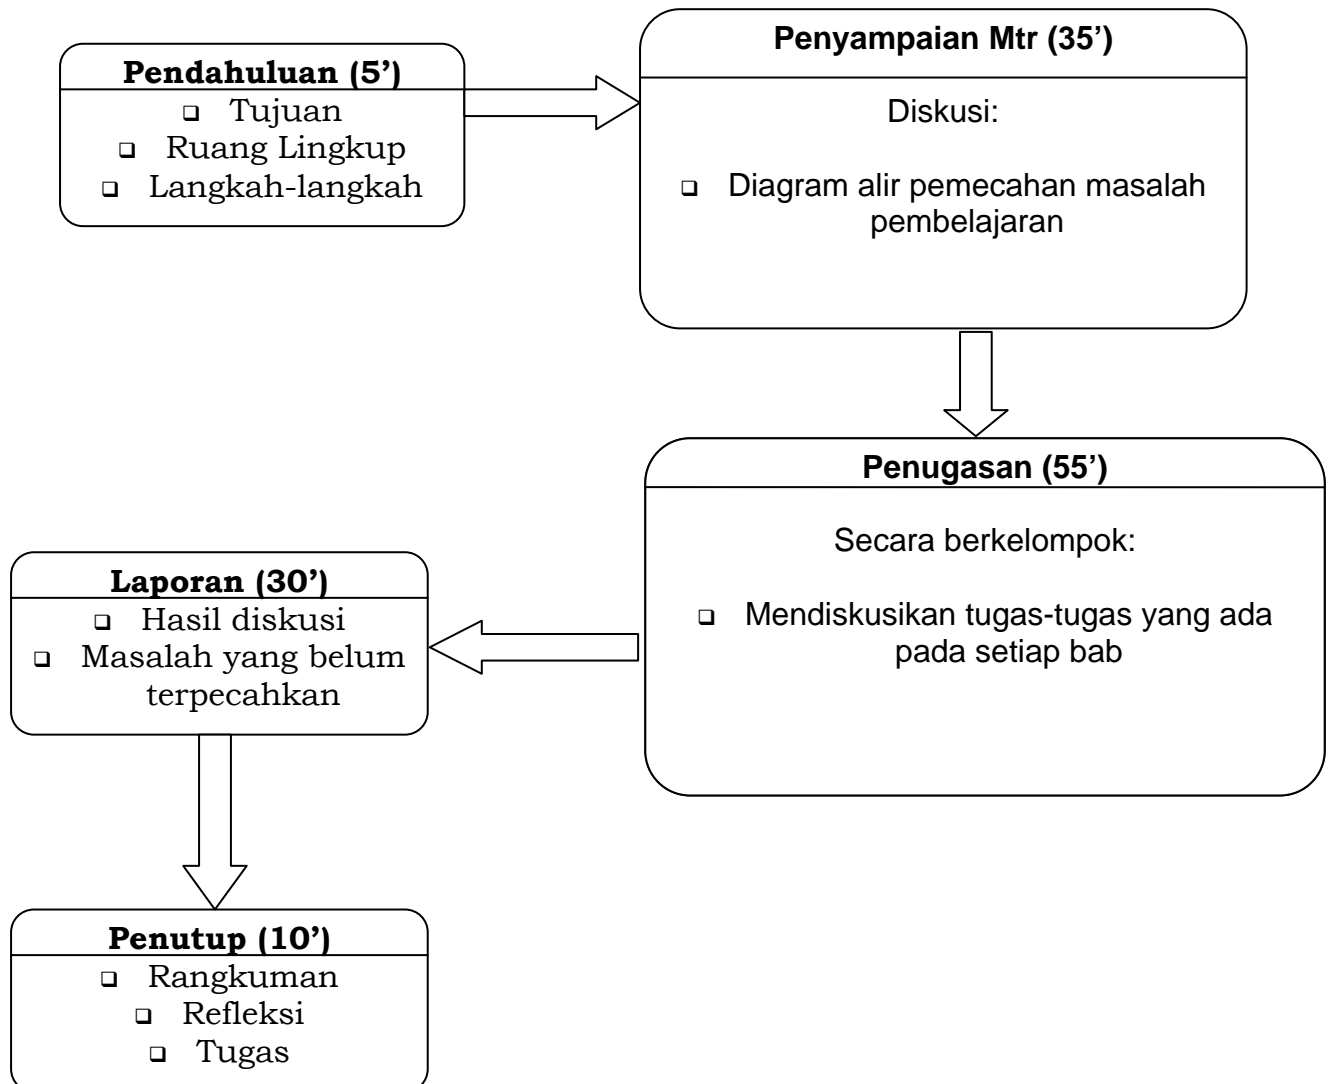 Pendahuluan (5’)
❑ Tujuan
❑ Ruang Lingkup
❑ Langkah-langkah
Penyampaian Mtr (35’)
Diskusi:
❑ Diagram alir pemecahan masalah
pembelajaran
Penugasan (55’)
Secara berkelompok:
❑ Mendiskusikan tugas-tugas yang ada
pada setiap bab
Laporan (30’)
❑ Hasil diskusi
❑ Masalah yang belum
terpecahkan
Penutup (10’)
❑ Rangkuman
❑ Refleksi
❑ Tugas